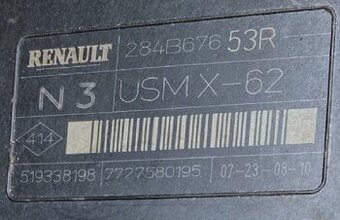 RENAULT 284B676 53R
N 3 USM X-62
414
519338198 7727580195 07-23-08-10